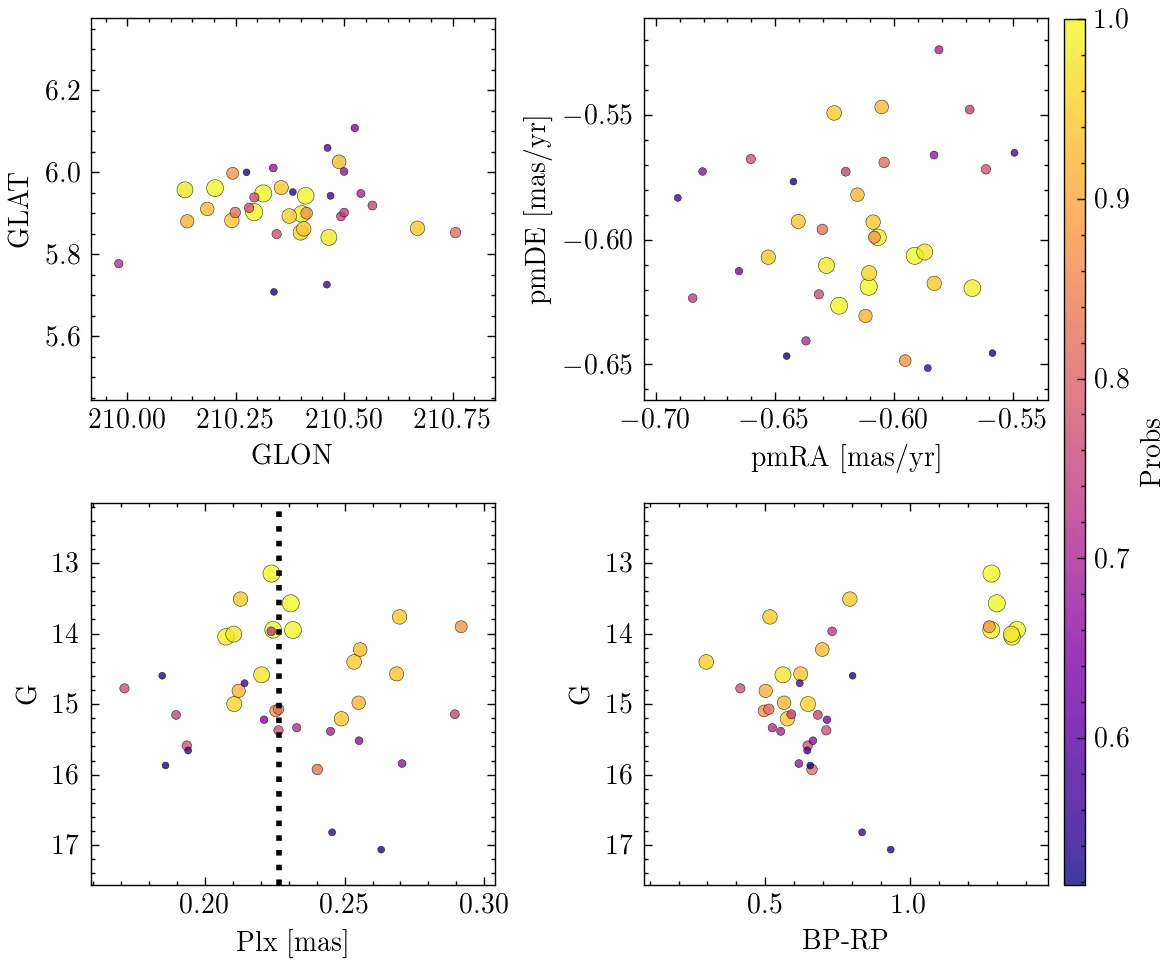 6.2
6.0
5.8
5.6
GLAT
210.00 210.25 210.50 210.75
GLON
−0.55
−0.60
−0.65
pmDE [mas/yr]
−0.70 −0.65 −0.60 −0.55
pmRA [mas/yr]
13
14
15
16
17
G
0.20 0.25 0.30
Plx [mas]
13
14
15
16
17
G
0.5 1.0
BP-RP
1.0
0.9
0.8
0.7
0.6
Probs